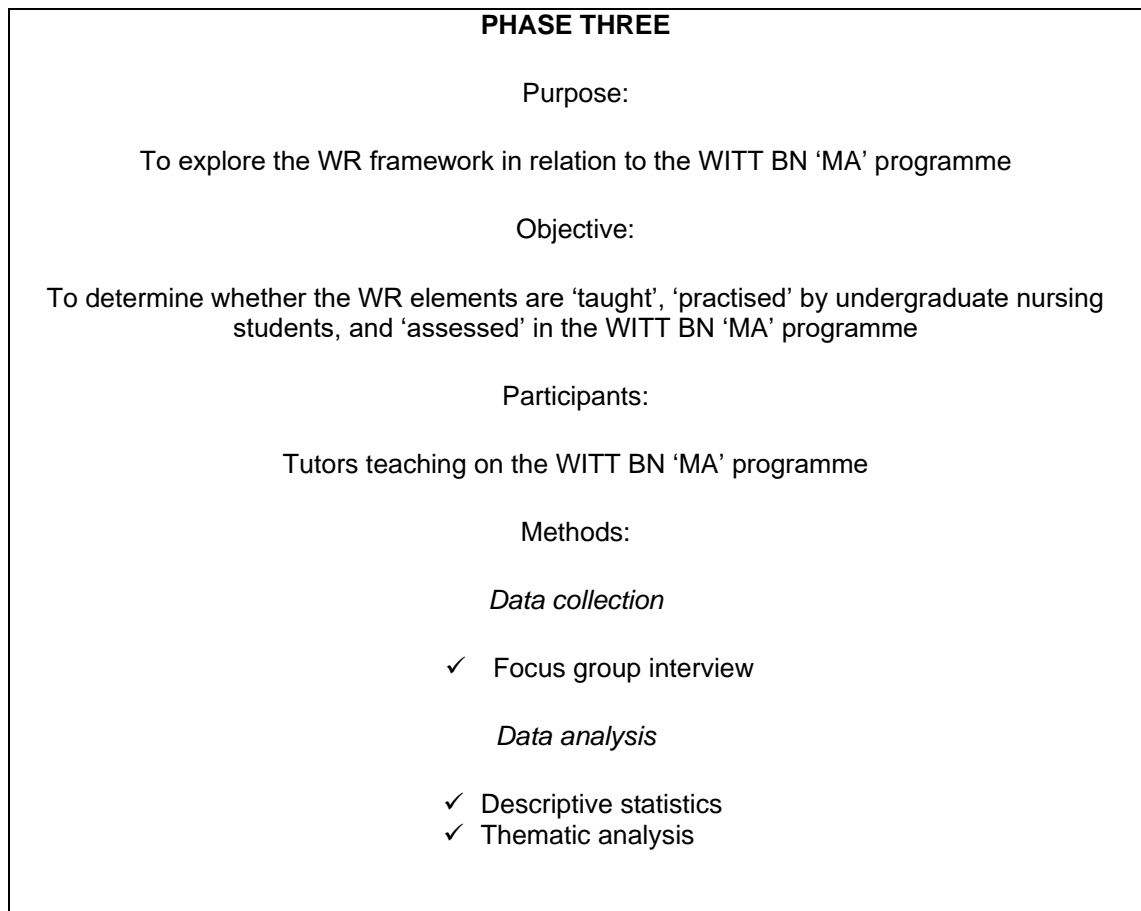 PHASE THREE
Purpose:
To explore the WR framework in relation to the WITT BN ‘MA’ programme
Objective:
To determine whether the WR elements are ‘taught’, ‘practised’ by undergraduate nursing
students, and ‘assessed’ in the WITT BN ‘MA’ programme
Participants:
Tutors teaching on the WITT BN ‘MA’ programme
Methods:
Data collection
✓ Focus group interview
Data analysis
✓ Descriptive statistics
✓ Thematic analysis